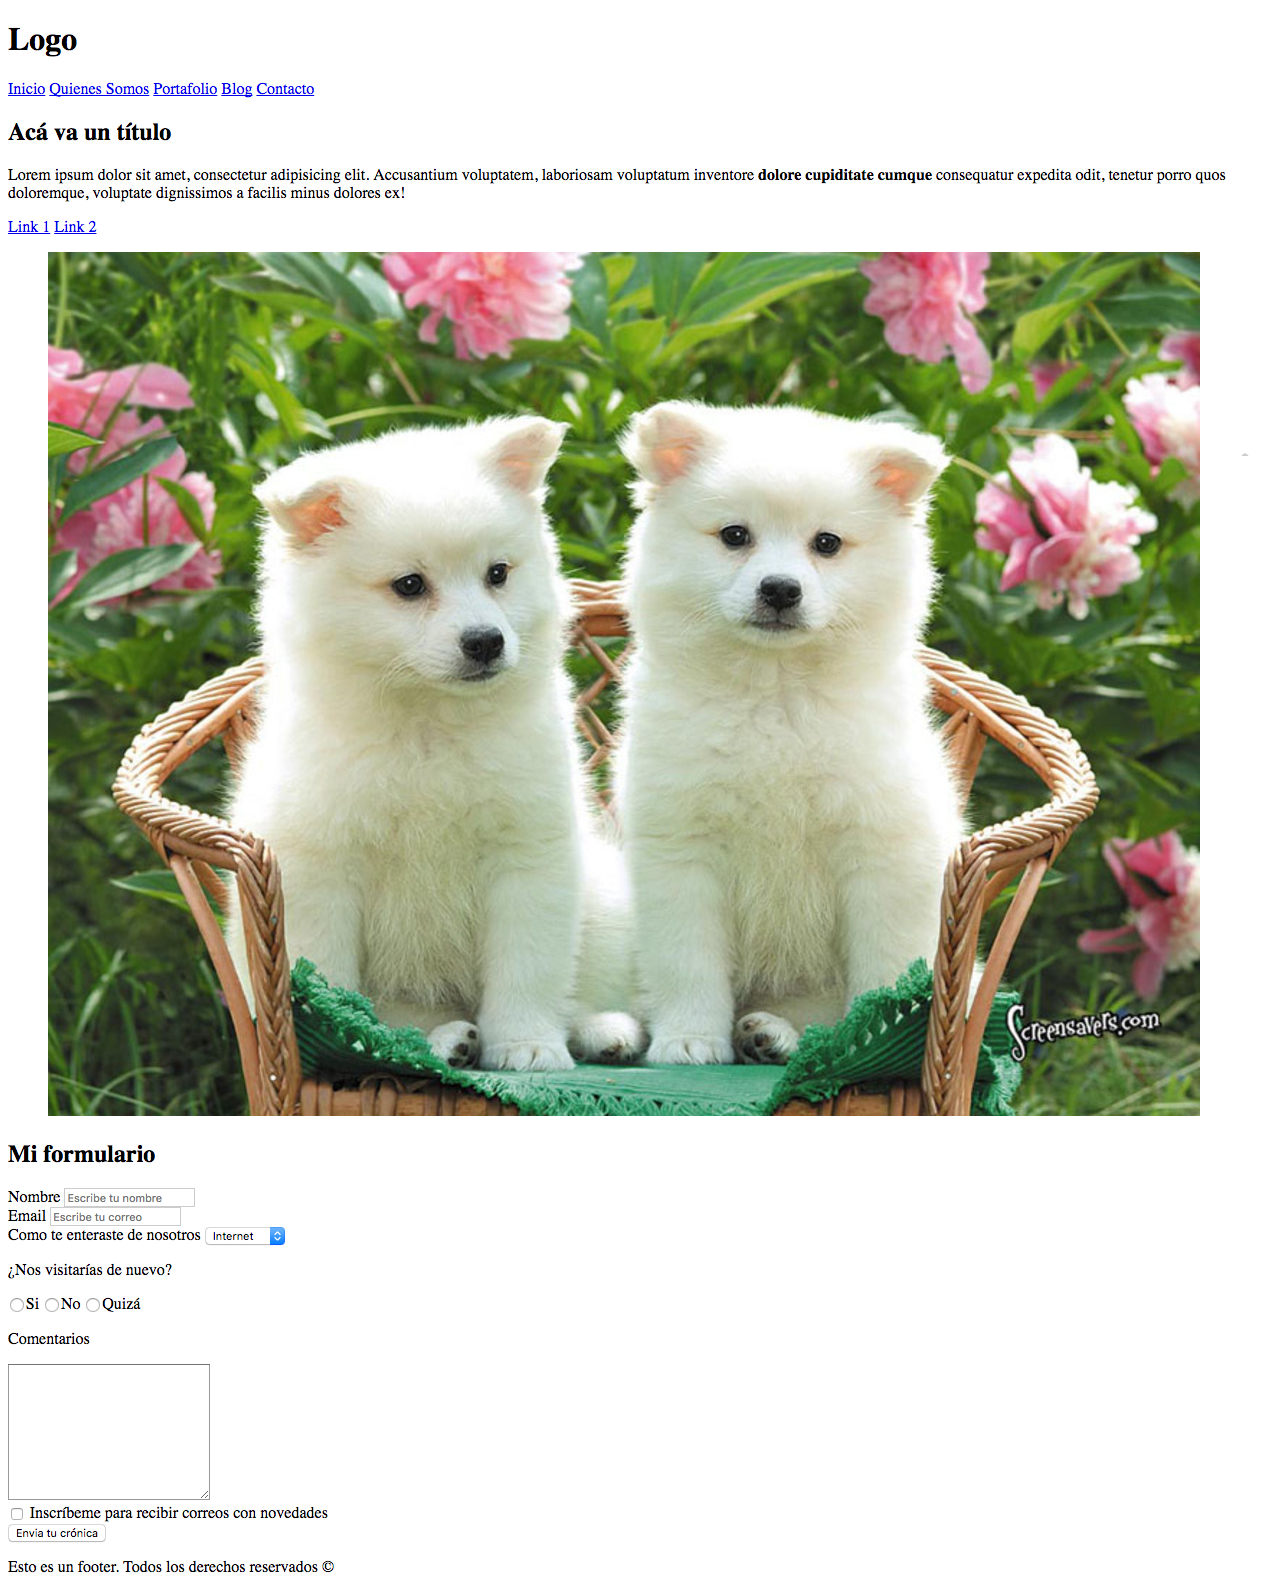 Logo
Inicio Quienes Somos Portafolio Blog Contacto
Acá va un título
Lorem ipsum dolor sit amet, consectetur adipisicing elit. Accusantium voluptatem, laboriosam voluptatum inventore dolore cupiditate cumque consequatur expedita odit, tenetur porro quos
doloremque, voluptate dignissimos a facilis minus dolores ex!
Link 1 Link 2
Screensavers.com
Mi formulario
Nombre Escribe tu nombre
Email Escribe tu correo
Como te enteraste de nosotros Internet
¿Nos visitarías de nuevo?
Si No Quizá
Comentarios
Inscríbeme para recibir correos con novedades
Envia tu crónica
Esto es un footer. Todos los derechos reservados ©